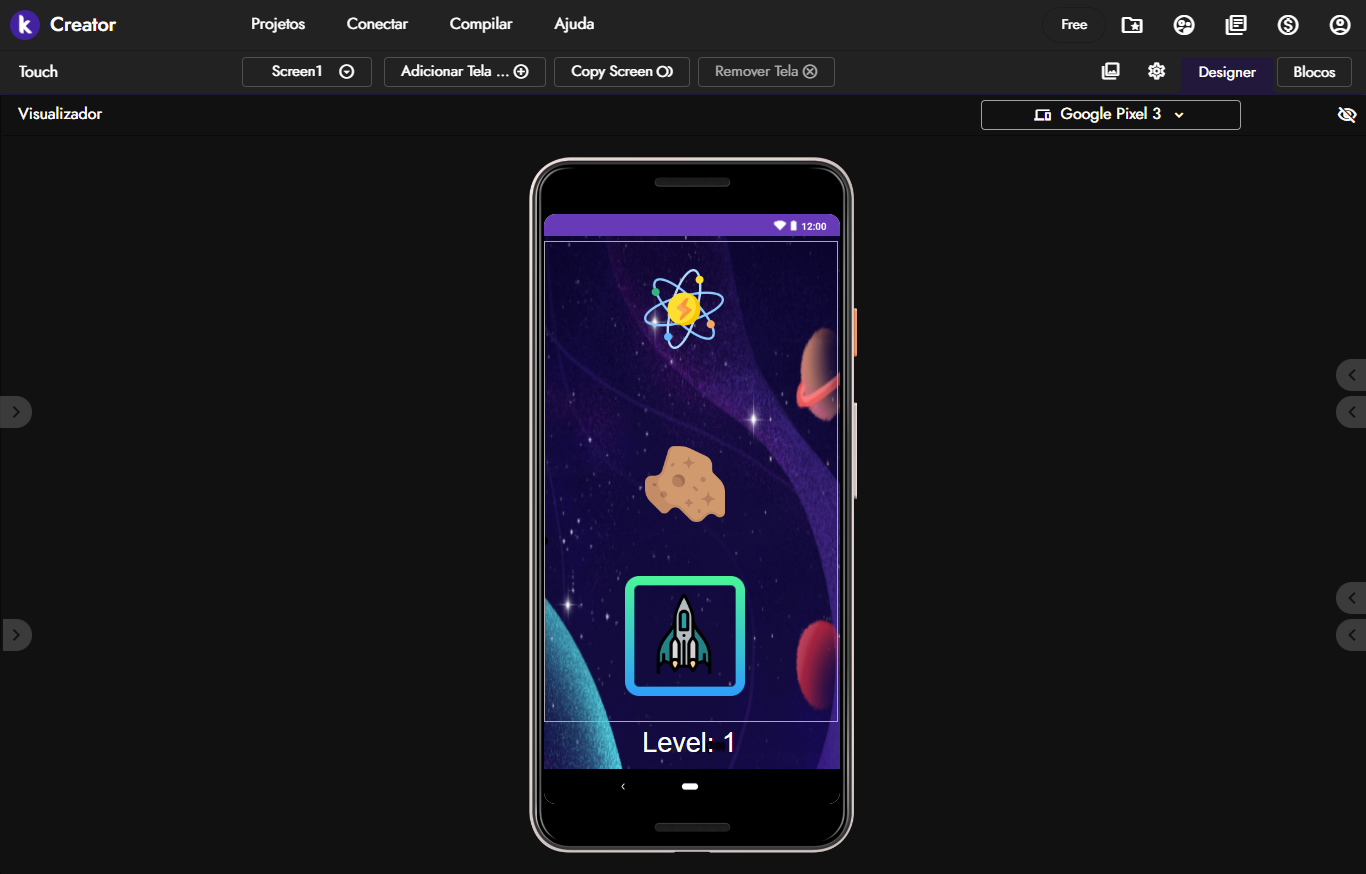 k Creator Projetos Conectar Compilar Ajuda Free
Touch Screen1 Adicionar Tela ... Copy Screen Remover Tela Designer Blocos
Visualizador Google Pixel 3
12:00
Level: 1